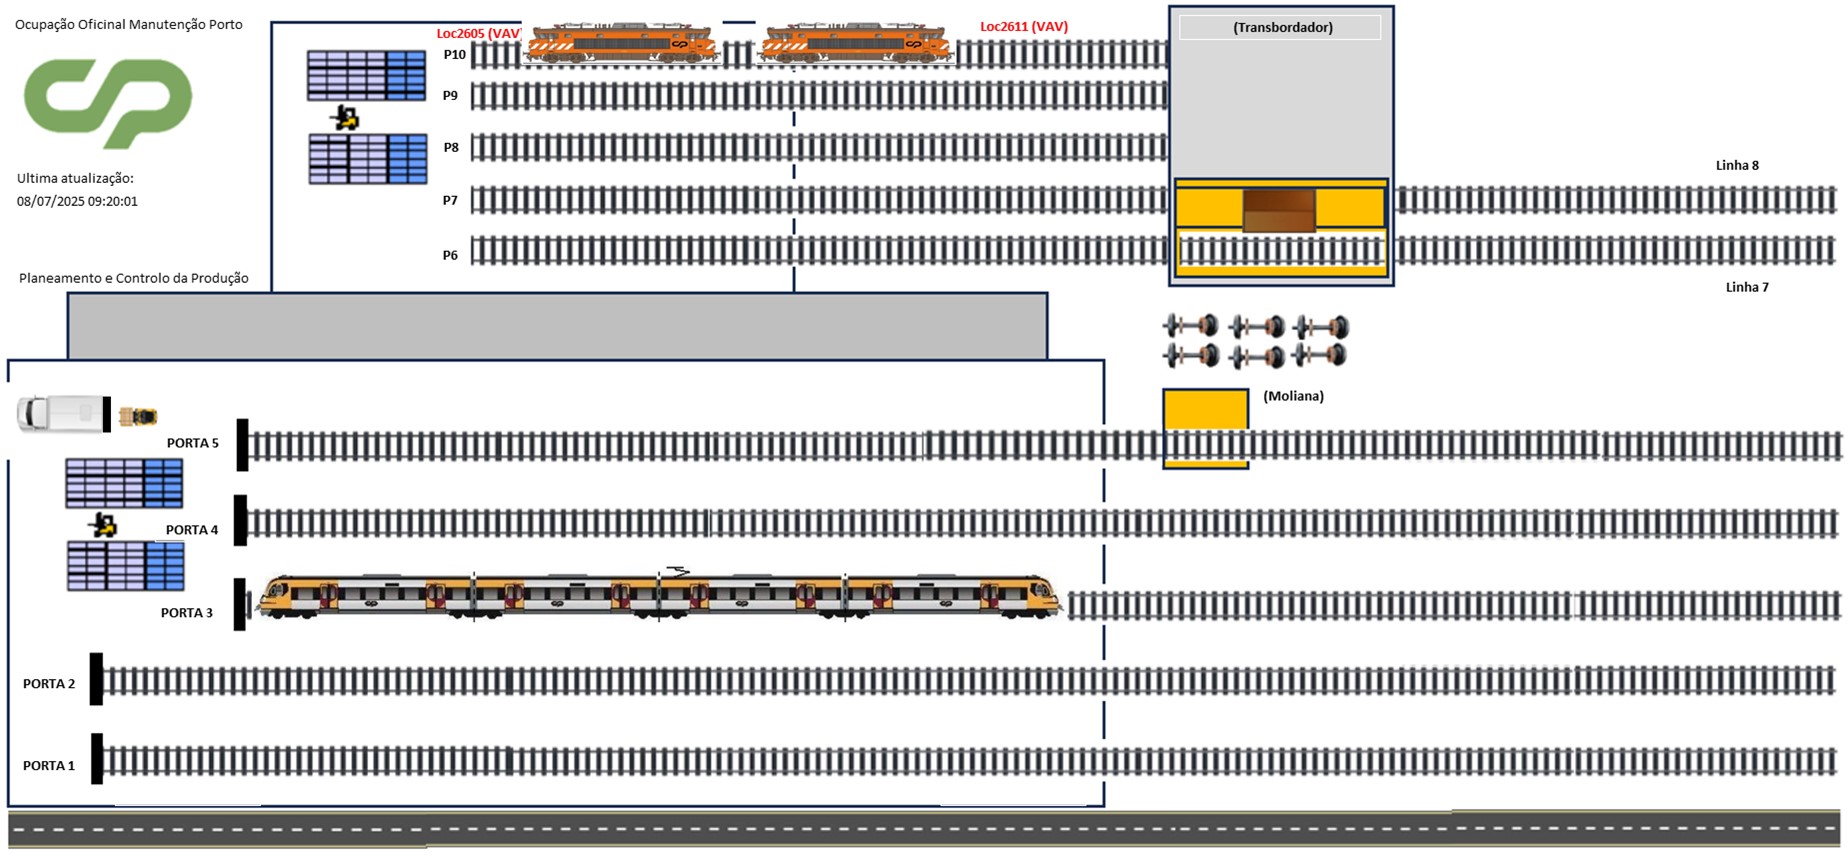 Ocupação Oficinal Manutenção Porto
cp
Ultima atualização:
08/07/2025 09:20:01
Planeamento e Controlo da Produção
Loc2605 (VAV)
Loc2611 (VAV)
(Transbordador)
P10
P9
P8
P7
P6
Linha 8
Linha 7
(Moliana)
PORTA 5
PORTA 4
PORTA 3
PORTA 2
PORTA 1